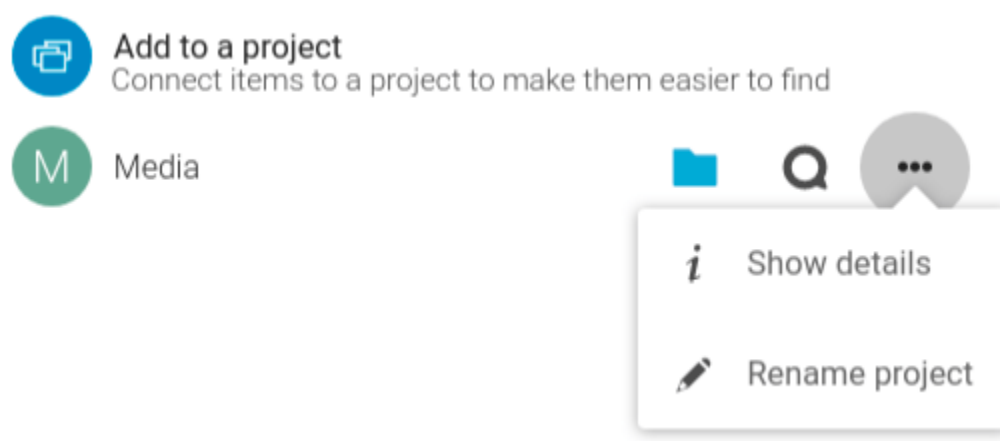 Add to a project
Connect items to a project to make them easier to find
M
Media
Show details
Rename project